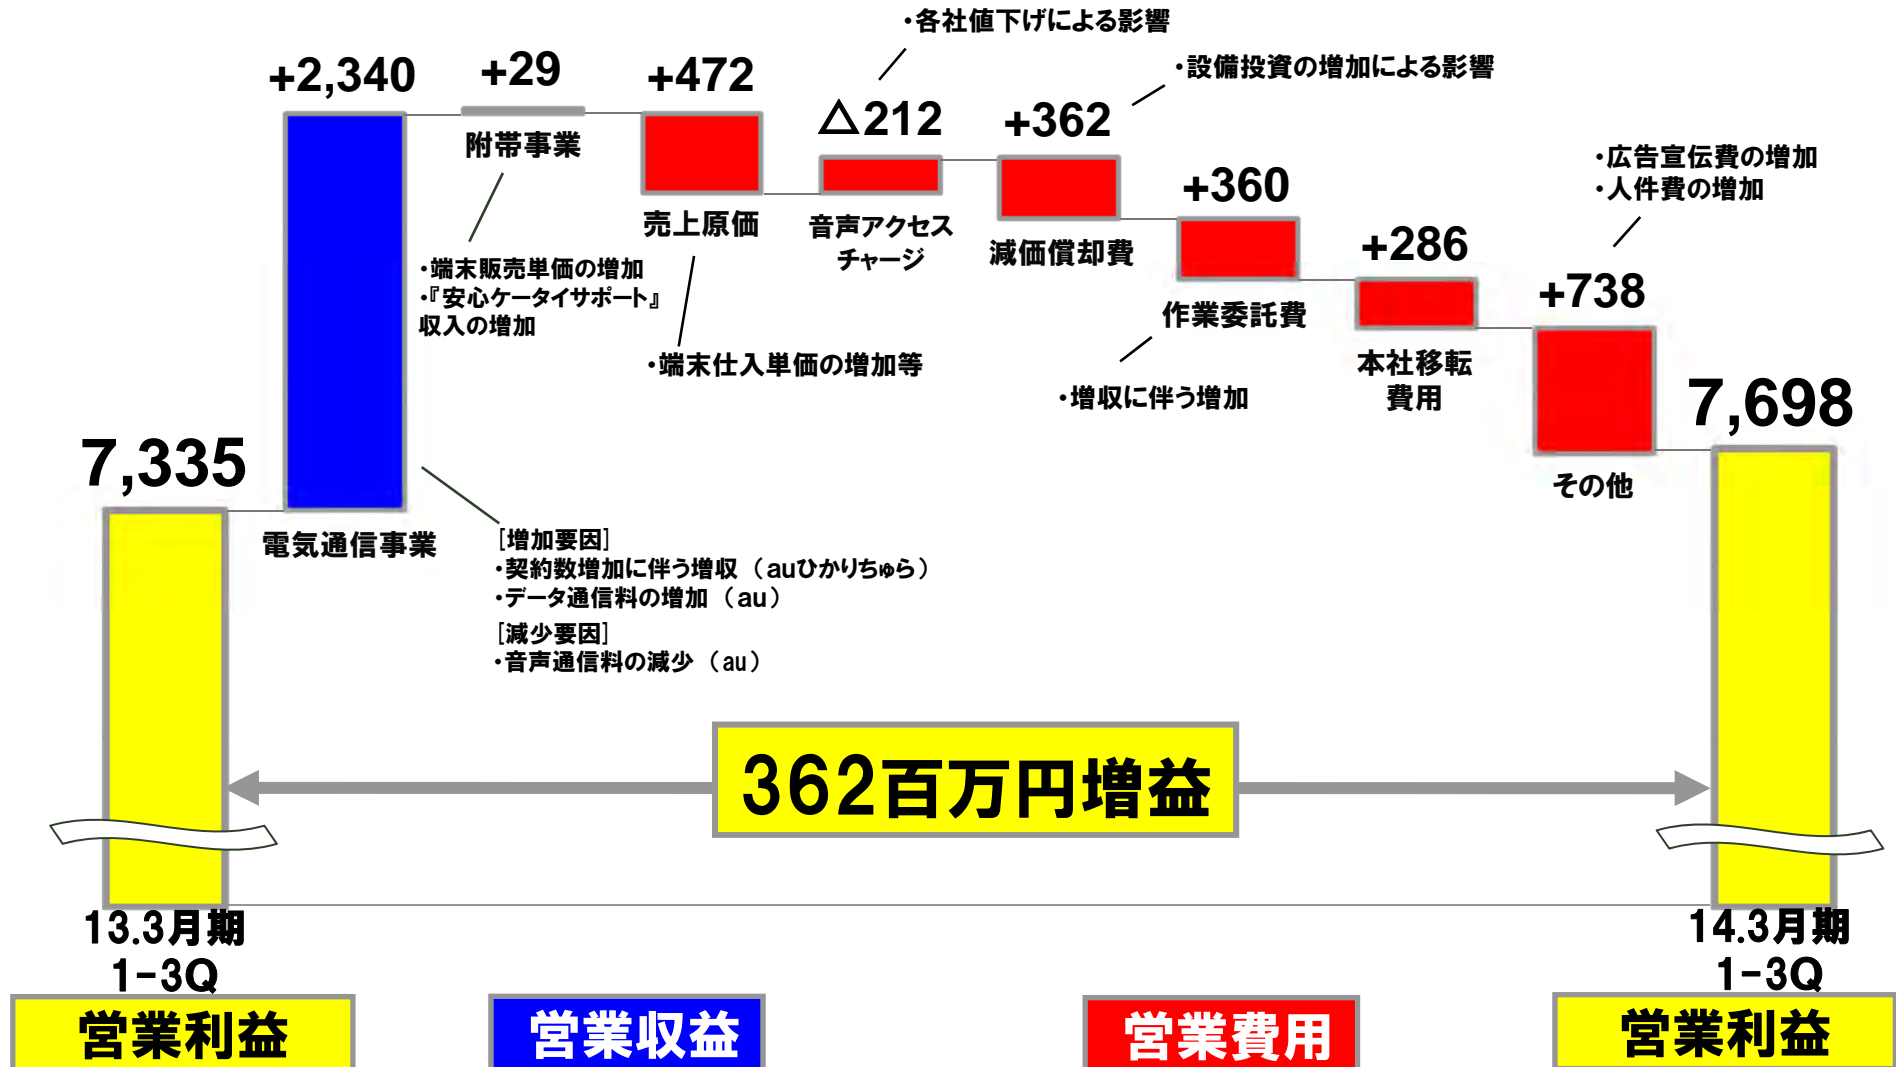 ・各社値下げによる影響
+2,340
+29
+472
△212
+362
・設備投資の増加による影響
附帯事業
+360
・広告宣伝費の増加
・人件費の増加
売上原価
音声アクセス
チャージ
減価償却費
+286
・端末販売単価の増加
・『安心ケータイサポート』
収入の増加
+738
作業委託費
・端末仕入単価の増加等
本社移転
費用
・増収に伴う増加
7,335
7,698
その他
電気通信事業
[増加要因]
・契約数増加に伴う増収（auひかりちゅら）
・データ通信料の増加（au）
[減少要因]
・音声通信料の減少（au）
362百万円増益
13.3月期
1-3Q
14.3月期
1-3Q
営業利益
営業収益
営業費用
営業利益